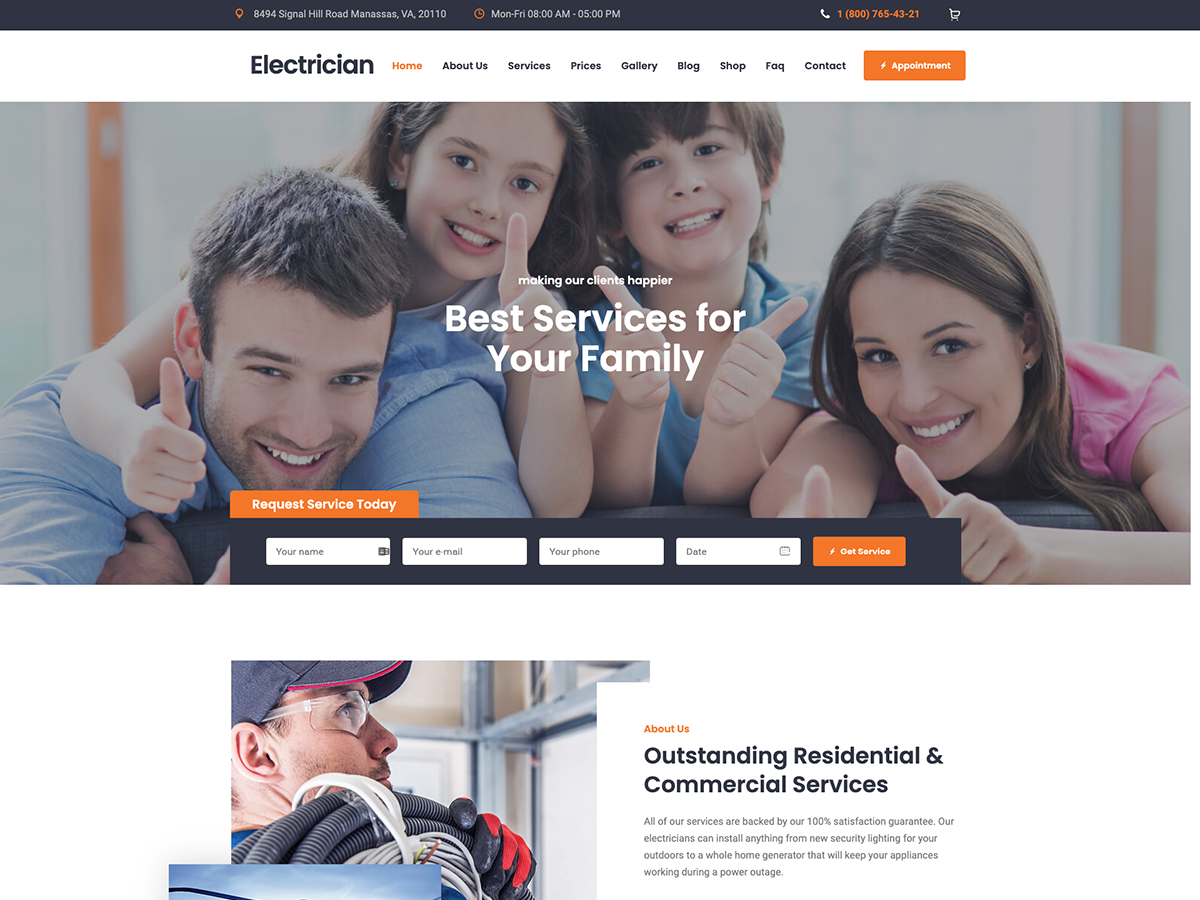 8494 Signal Hill Road Manassas, VA, 20110
Mon-Fri 08:00 AM - 05:00 PM
1 (800) 765-43-21
Electrician
Home
About Us
Services
Prices
Gallery
Blog
Shop
Faq
Contact
Appointment
making our clients happier
Best Services for
Your Family
Request Service Today
Your name
Your e-mail
Your phone
Date
Get Service
About Us
Outstanding Residential &
Commercial Services
All of our services are backed by our 100% satisfaction guarantee. Our
electricians can install anything from new security lighting for your
outdoors to a whole home generator that will keep your appliances
working during a power outage.